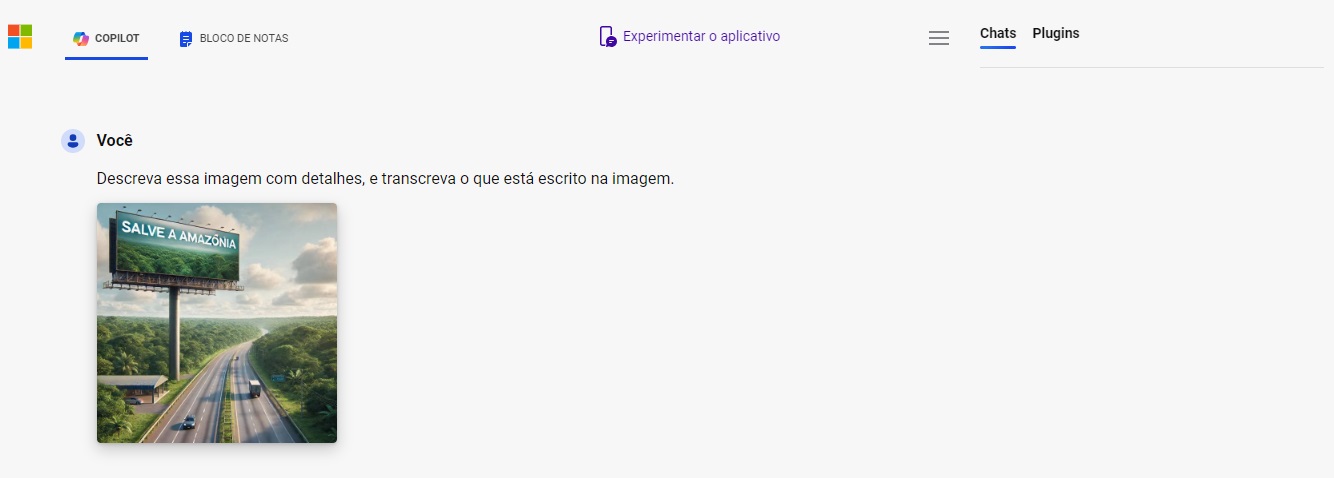 COPILOT
BLOCO DE NOTAS
Experimentar o aplicativo
Chats Plugins
Você
Descreva essa imagem com detalhes, e transcreva o que está escrito na imagem.
SALVE A AMAZÔNIA